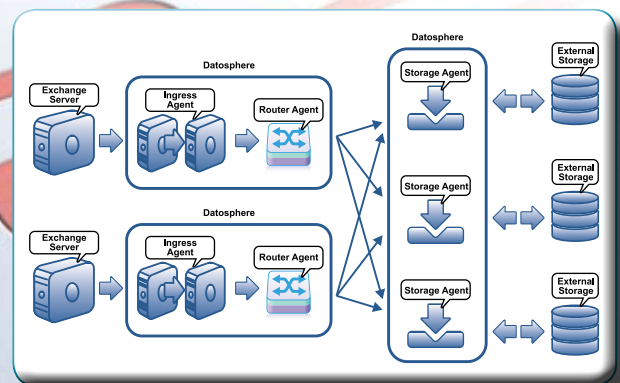 Datosphere
Exchange
Server
Ingress
Agent
Router Agent
Datosphere
Exchange
Server
Ingress
Agent
Router Agent
Datosphere
Storage Agent
External
Storage
Storage Agent
External
Storage
Storage Agent
External
Storage